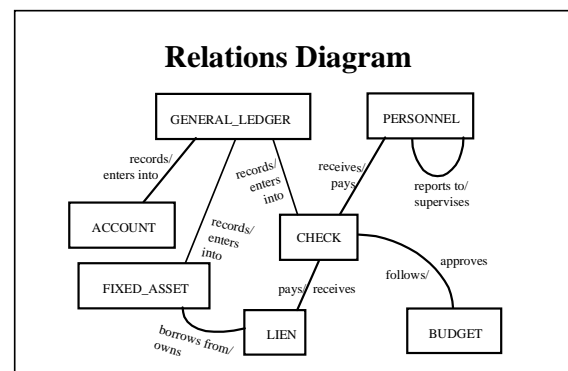 Relations Diagram
GENERAL_LEDGER
PERSONNEL
records/
enters into
records/
enters
into
receives/
pays
reports to/
supervises
ACCOUNT
records/
enters
into
CHECK
approves
follows/
FIXED_ASSET
pays/ receives
borrows from/
owns
LIEN
BUDGET